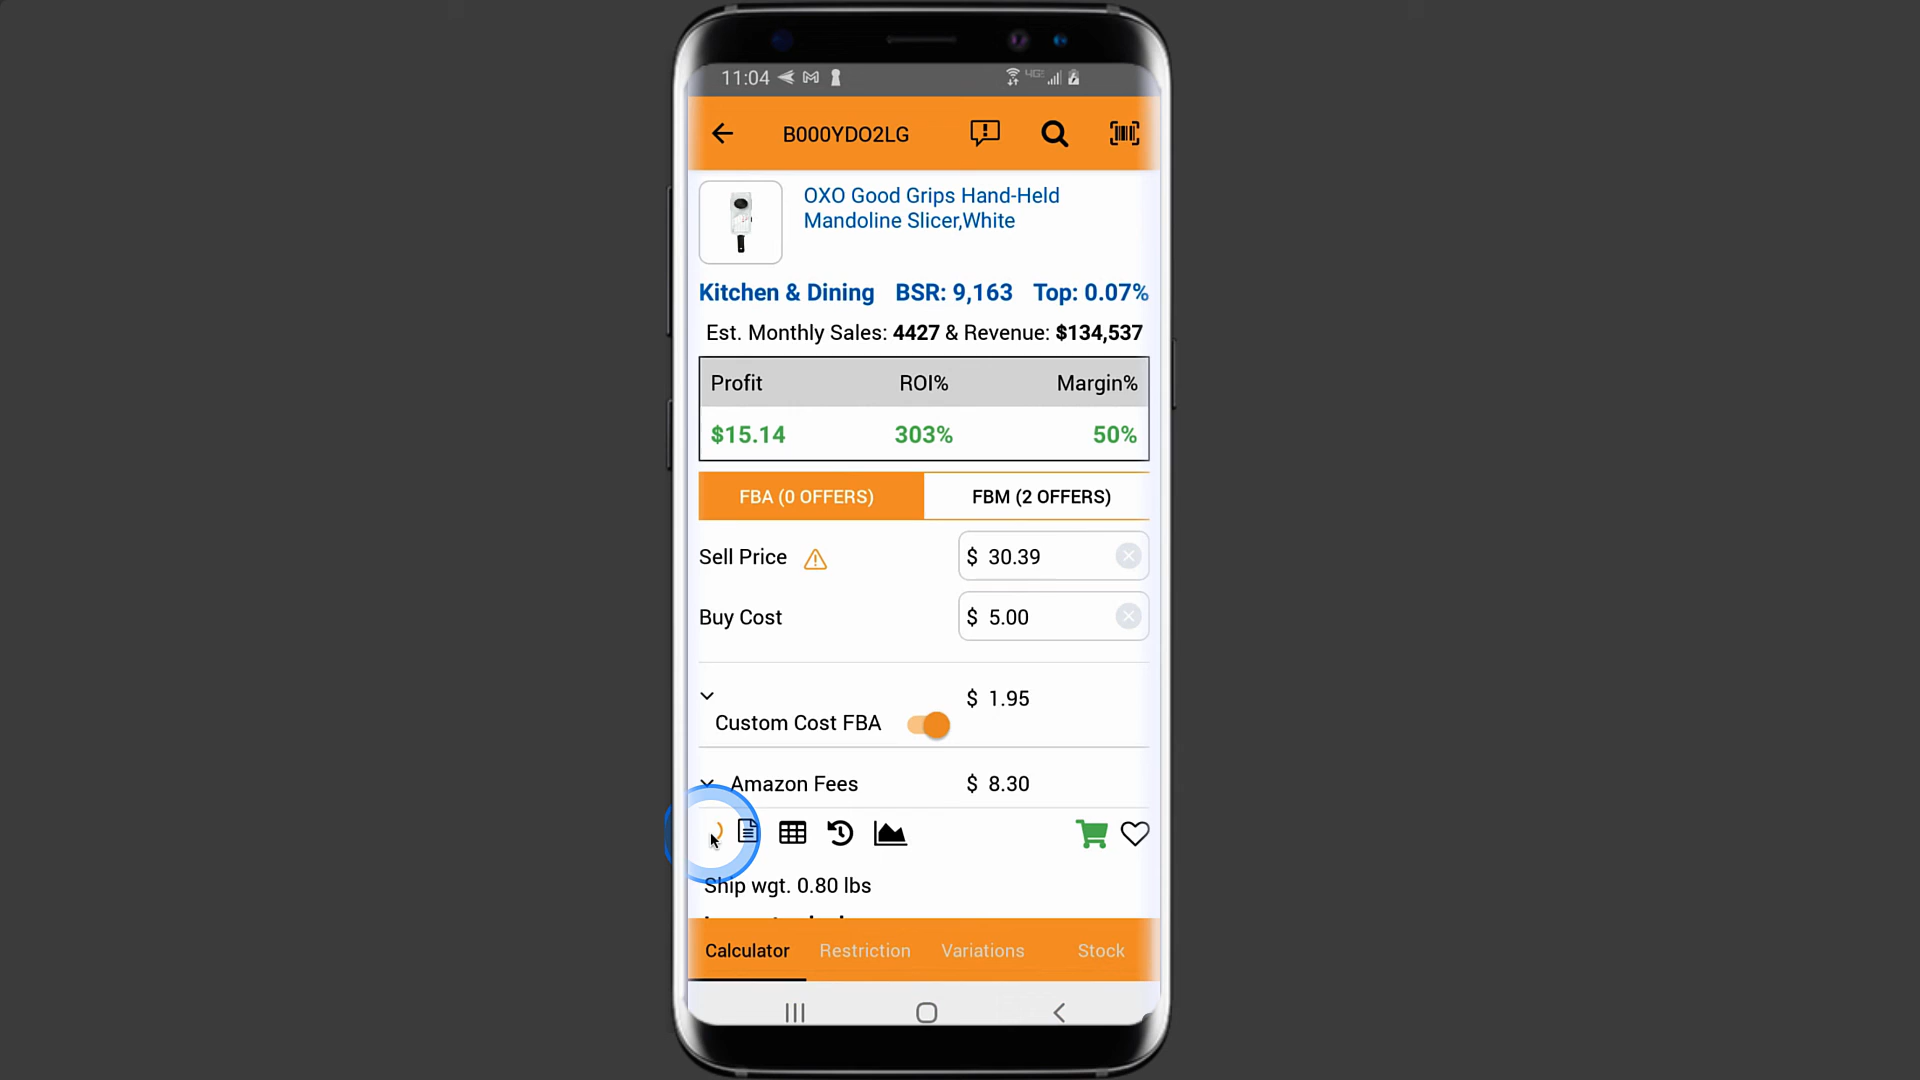 11:04
4G
B000YDO2LG
OXO Good Grips Hand-Held
Mandoline Slicer,White
Kitchen & Dining BSR: 9,163 Top: 0.07%
Est. Monthly Sales: 4427 & Revenue: $134,537
Profit ROI% Margin%
$15.14 303% 50%
FBA (0 OFFERS) FBM (2 OFFERS)
Sell Price $ 30.39
Buy Cost $ 5.00
$ 1.95
Custom Cost FBA
Amazon Fees $ 8.30
Ship wgt. 0.80 lbs
Calculator Restriction Variations Stock